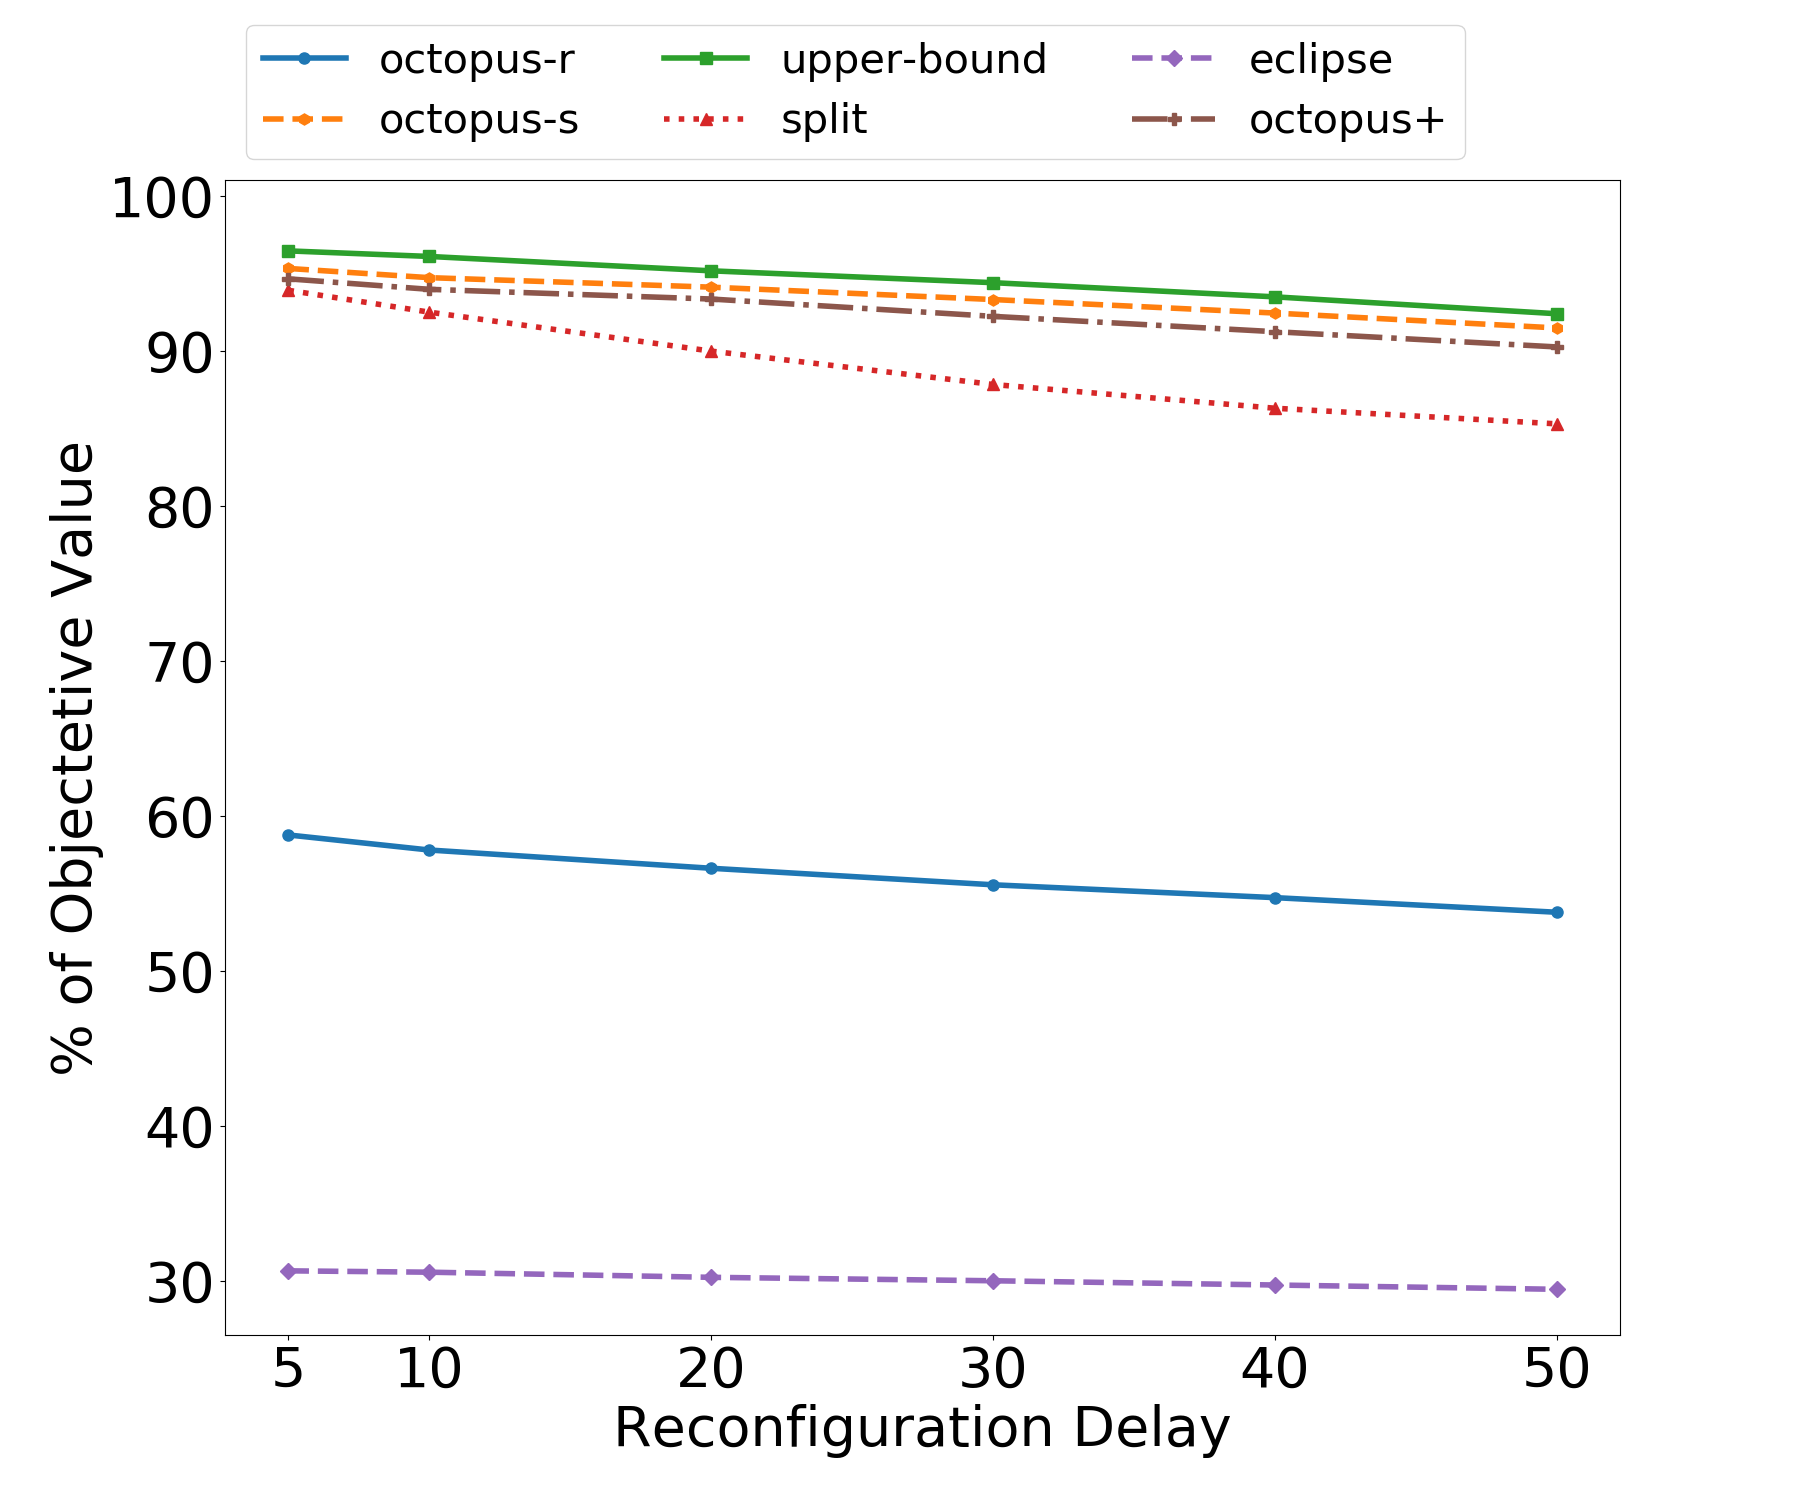 octopus-r upper-bound eclipse
octopus-s split octopus+
100
90
80
70
60
50
40
30
% of Objectetive Value
5 10 20 30 40 50
Reconfiguration Delay